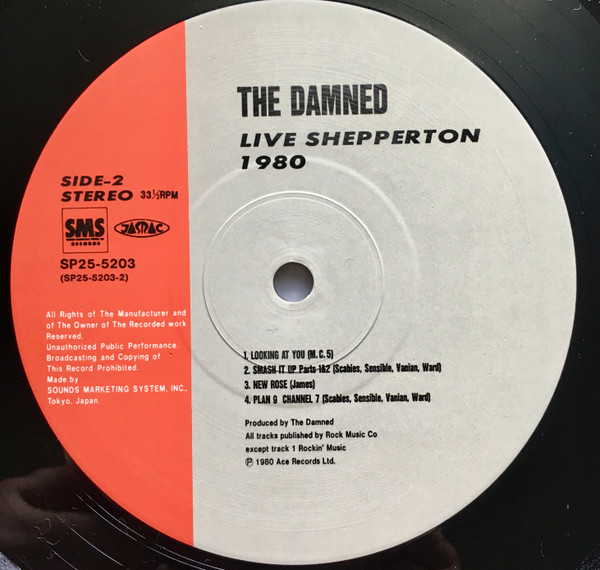 THE DAMNED
LIVE SHEPPERTON
1980
SIDE-2
STEREO 33⅓RPM
SMS
RECORDS
JASRAC
SP25-5203
(SP25-5203-2)
All Rights of The Manufacturer and
of The Owner of The Recorded work
Reserved.
Unauthorized Public Performance.
Broadcasting and Copying of
This Record Prohibited.
Made by
SOUNDS MARKETING SYSTEM, INC.,
Tokyo, Japan.
1. LOOKING AT YOU (M.C.5)
2. SMASH IT UP Parts-1&2 (Scabies, Sensible, Vanian, Ward)
3. NEW ROSE (James)
4. PLAN 9 CHANNEL 7 (Scabies, Sensible, Vanian, Ward)
Produced by The Damned
All tracks published by Rock Music Co
except track 1 Rockin' Music
Ⓟ 1980 Ace Records Ltd.